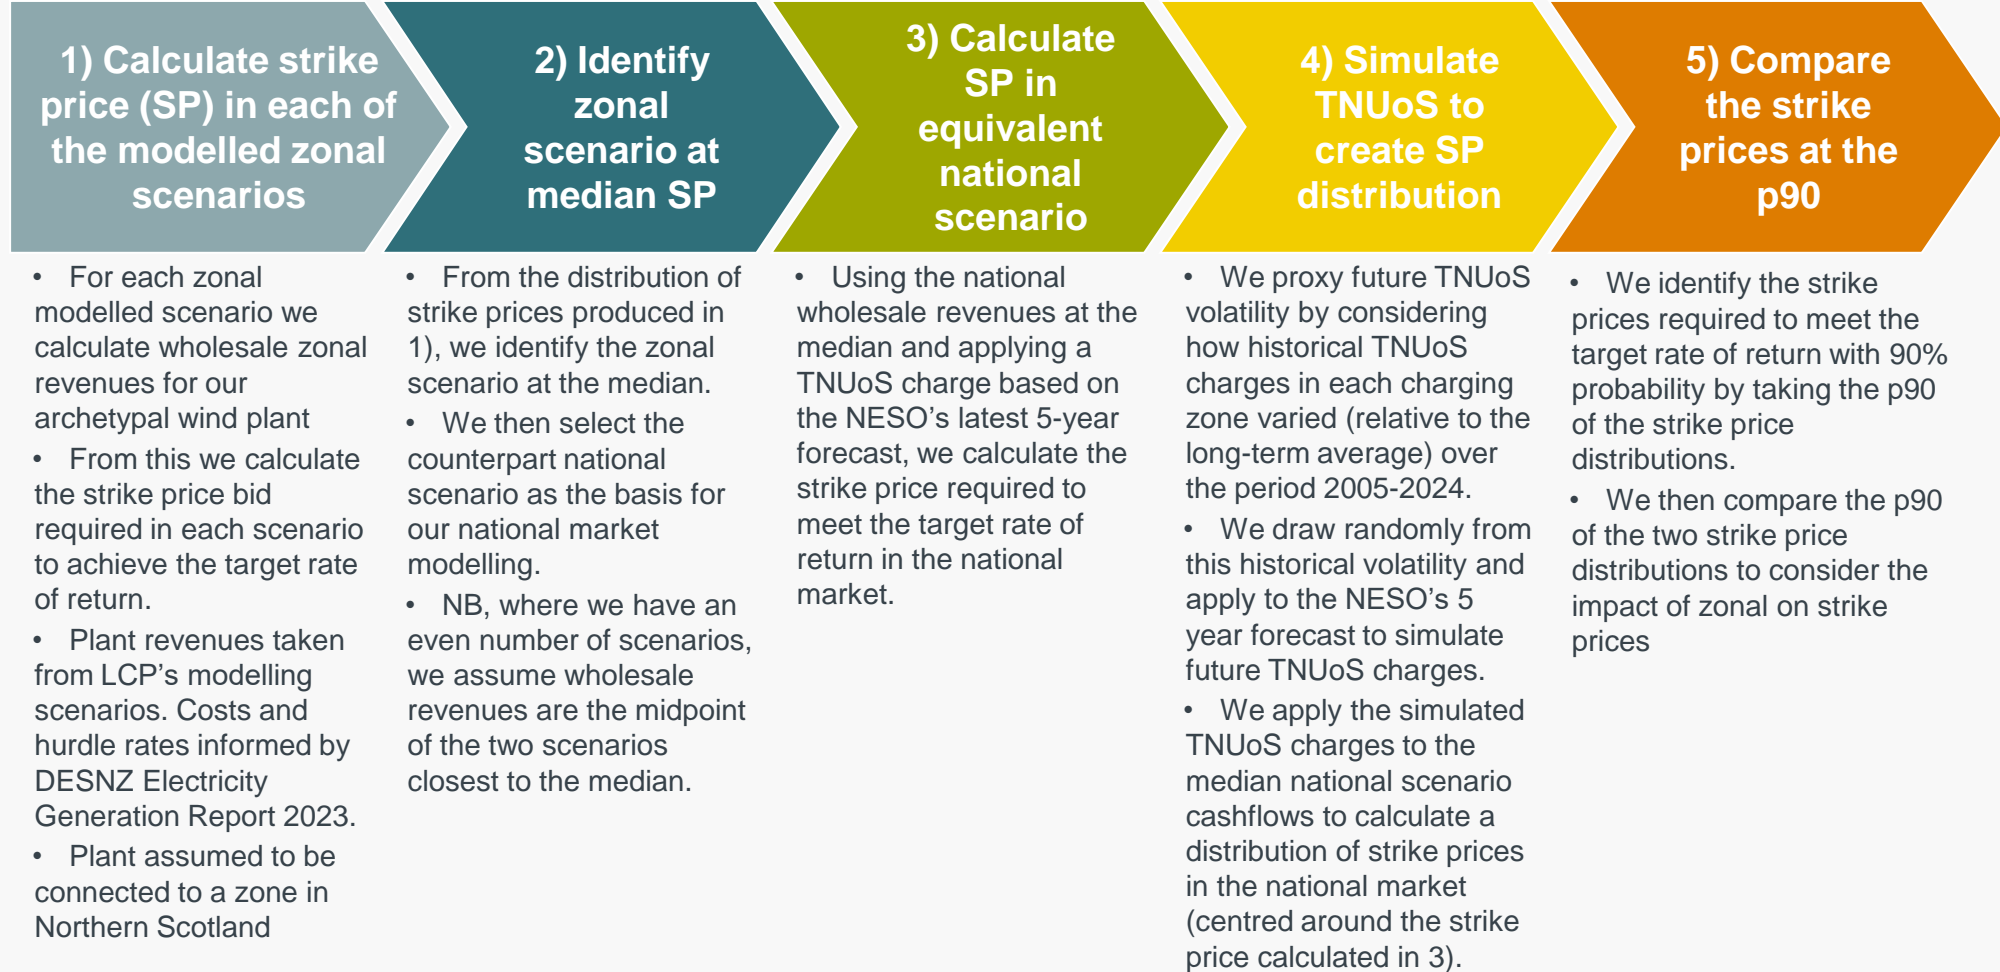 1) Calculate strike
price (SP) in each of
the modelled zonal
scenarios
• For each zonal
modelled scenario we
calculate wholesale zonal
revenues for our
archetypal wind plant
• From this we calculate
the strike price bid
required in each scenario
to achieve the target rate
of return.
• Plant revenues taken
from LCP’s modelling
scenarios. Costs and
hurdle rates informed by
DESNZ Electricity
Generation Report 2023.
• Plant assumed to be
connected to a zone in
Northern Scotland
2) Identify
zonal
scenario at
median SP
• From the distribution of
strike prices produced in
1), we identify the zonal
scenario at the median.
• We then select the
counterpart national
scenario as the basis for
our national market
modelling.
• NB, where we have an
even number of scenarios,
we assume wholesale
revenues are the midpoint
of the two scenarios
closest to the median.
3) Calculate
SP in
equivalent
national
scenario
• Using the national
wholesale revenues at the
median and applying a
TNUoS charge based on
the NESO’s latest 5-year
forecast, we calculate the
strike price required to
meet the target rate of
return in the national
market.
4) Simulate
TNUoS to
create SP
distribution
• We proxy future TNUoS
volatility by considering
how historical TNUoS
charges in each charging
zone varied (relative to the
long-term average) over
the period 2005-2024.
• We draw randomly from
this historical volatility and
apply to the NESO’s 5
year forecast to simulate
future TNUoS charges.
• We apply the simulated
TNUoS charges to the
median national scenario
cashflows to calculate a
distribution of strike prices
in the national market
(centred around the strike
price calculated in 3).
5) Compare
the strike
prices at the
p90
• We identify the strike
prices required to meet the
target rate of return with 90%
probability by taking the p90
of the strike price
distributions.
• We then compare the p90
of the two strike price
distributions to consider the
impact of zonal on strike
prices